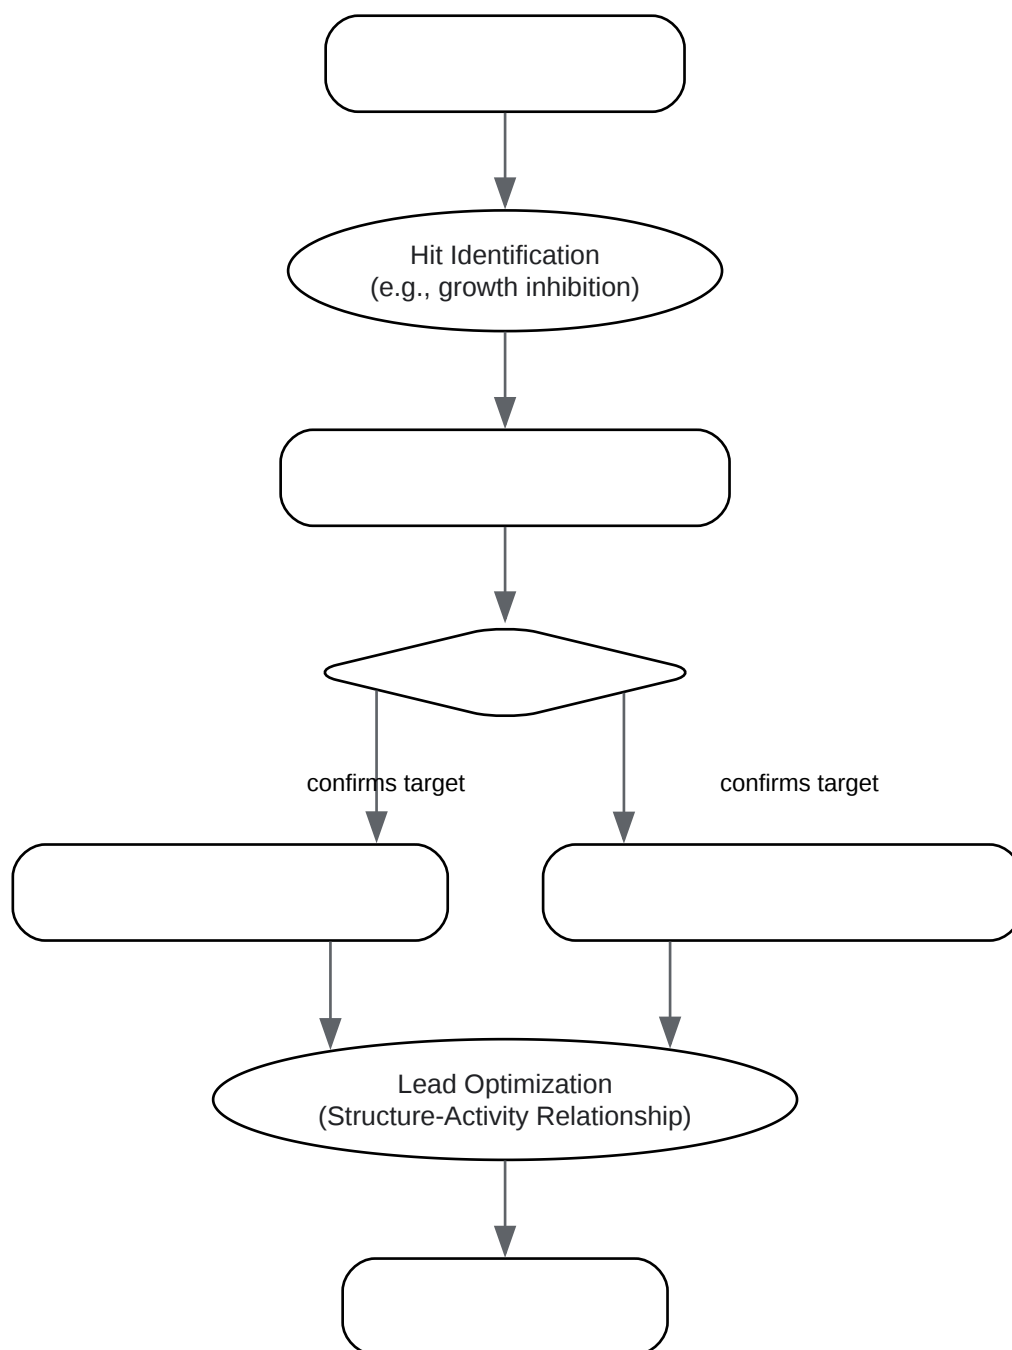 Hit Identification
(e.g., growth inhibition)
confirms target
confirms target
Lead Optimization
(Structure-Activity Relationship)